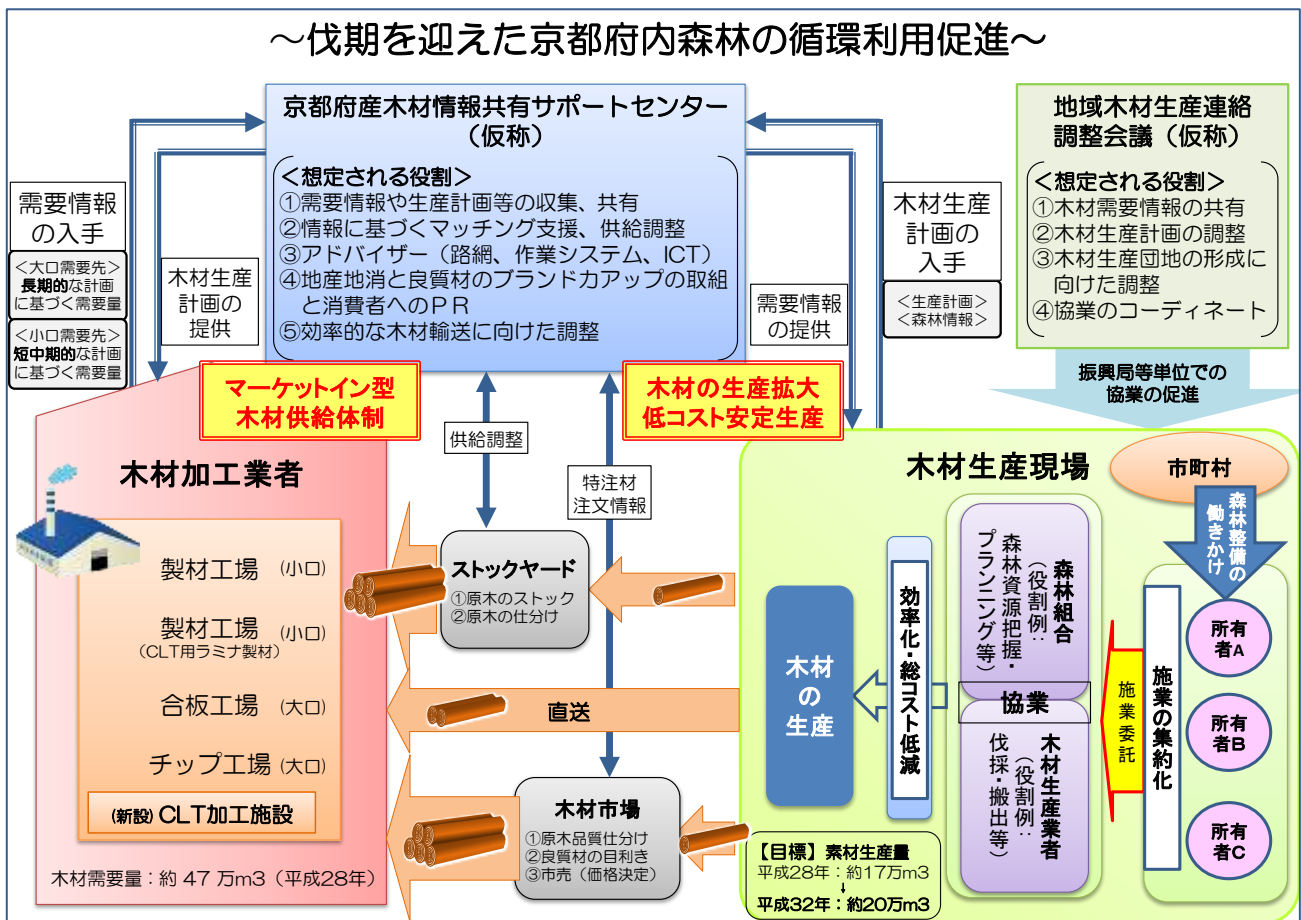 ～伐期を迎えた京都府内森林の循環利用促進～
京都府産木材情報共有サポートセンター
（仮称）
＜想定される役割＞
①需要情報や生産計画等の収集、共有
②情報に基づくマッチング支援、供給調整
③アドバイザー（路網、作業システム、ICT）
④地産地消と良質材のブランド力アップの取組
と消費者へのＰＲ
⑤効率的な木材輸送に向けた調整
地域木材生産連絡
調整会議（仮称）
＜想定される役割＞
①木材需要情報の共有
②木材生産計画の調整
③木材生産団地の形成に
向けた調整
④協業のコーディネート
需要情報
の入手
＜大口需要先＞
長期的な計画
に基づく需要量
＜小口需要先＞
短中期的な計画
に基づく需要量
木材生産
計画の
提供
需要情報
の提供
木材生産
計画の
入手
＜生産計画＞
＜森林情報＞
振興局等単位での
協業の促進
マーケットイン型
木材供給体制
木材の生産拡大
低コスト安定生産
供給調整
特注材
注文情報
木材加工業者
製材工場 (小口)
製材工場 (小口)
（CLT用ラミナ製材）
合板工場 (大口)
チップ工場 (大口)
(新設) CLT加工施設
木材需要量：約 47 万m3（平成28年）
ストックヤード
①原木のストック
②原木の仕分け
直送
木材市場
①原木品質仕分け
②良質材の目利き
③市売（価格決定）
木材生産現場
市町村
森林整備の
働きかけ
木材
の
生産
効率化・総コスト低減
森林組合
（役割例：
森林資源把握・
プランニング等）
協業
木材生産業者
（役割例：
伐採・搬出等）
施業委託
施業の集約化
所有
者A
所有
者B
所有
者C
【目標】素材生産量
平成28年：約17万m3
↓
平成32年：約20万m3